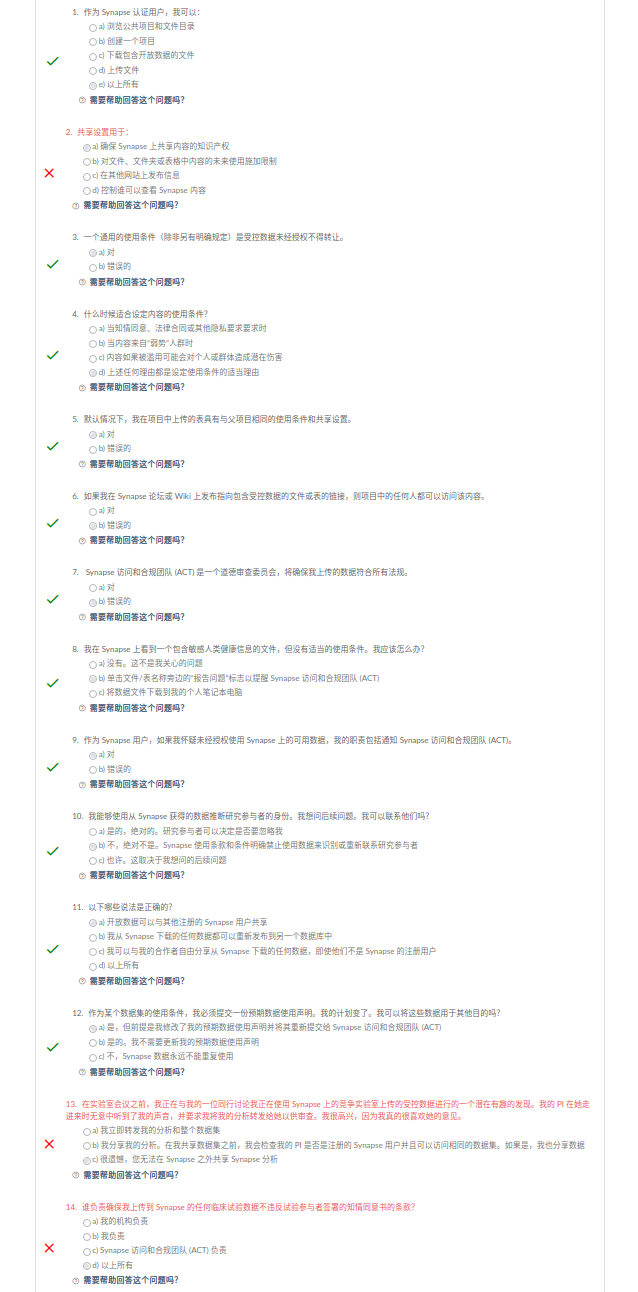 1. 作为 Synapse 认证用户，我可以：
a) 浏览公共项目和文件目录
b) 创建一个项目
c) 下载包含开放数据的文件
d) 上传文件
e) 以上所有
需要帮助回答这个问题吗？
2. 共享设置用于：
a) 确保 Synapse 上共享内容的知识产权
b) 对文件、文件夹或表格中内容的未来使用施加限制
c) 在其他网站上发布信息
d) 控制谁可以查看 Synapse 内容
需要帮助回答这个问题吗？
3. 一个通用的使用条件（除非另有明确规定）是受控数据未经授权不得转让。
a) 对
b) 错误的
需要帮助回答这个问题吗？
4. 什么时候适合设定内容的使用条件？
a) 当知情同意、法律合同或其他隐私要求要求时
b) 当内容来自“弱势”人群时
c) 内容如果被滥用可能会对个人或群体造成潜在伤害
d) 上述任何理由都是设定使用条件的适当理由
需要帮助回答这个问题吗？
5. 默认情况下，我在项目中上传的表具有与父项目相同的使用条件和共享设置。
a) 对
b) 错误的
需要帮助回答这个问题吗？
6. 如果我在 Synapse 论坛或 Wiki 上发布指向包含受控数据的文件或表的链接，则项目中的任何人都可以访问该内容。
a) 对
b) 错误的
需要帮助回答这个问题吗？
7. Synapse 访问和合规团队 (ACT) 是一个道德审查委员会，将确保我上传的数据符合所有法规。
a) 对
b) 错误的
需要帮助回答这个问题吗？
8. 我在 Synapse 上看到一个包含敏感人类健康信息的文件，但没有适当的使用条件。我应该怎么办？
a) 没有。这不是我关心的问题
b) 单击文件/表名称旁边的“报告问题”标志以提醒 Synapse 访问和合规团队 (ACT)
c) 将数据文件下载到我的个人笔记本电脑
需要帮助回答这个问题吗？
9. 作为 Synapse 用户，如果我怀疑未经授权使用 Synapse 上的可用数据，我的职责包括通知 Synapse 访问和合规团队 (ACT)。
a) 对
b) 错误的
需要帮助回答这个问题吗？
10. 我能够使用从 Synapse 获得的数据推断研究参与者的身份。我想问后续问题。我可以联系他们吗？
a) 是的，绝对的。研究参与者可以决定是否要忽略我
b) 不，绝对不是。Synapse 使用条款和条件明确禁止使用数据来识别或重新联系研究参与者
c) 也许。这取决于我想问的后续问题
需要帮助回答这个问题吗？
11. 以下哪些说法是正确的？
a) 开放数据可以与其他注册的 Synapse 用户共享
b) 我从 Synapse 下载的任何数据都可以重新发布到另一个数据库中
c) 我可以与我的合作者自由分享从 Synapse 下载的任何数据，即使他们不是 Synapse 的注册用户
d) 以上所有
需要帮助回答这个问题吗？
12. 作为某个数据集的使用条件，我必须提交一份预期数据使用声明。我的计划变了。我可以将这些数据用于其他目的吗？
a) 是，但前提是我修改了我的预期数据使用声明并将其重新提交给 Synapse 访问和合规团队 (ACT)
b) 是的。我不需要更新我的预期数据使用声明
c) 不，Synapse 数据永远不能重复使用
需要帮助回答这个问题吗？
13. 在实验室会议之前，我正在与我的一位同行讨论我正在使用 Synapse 上的竞争实验室上传的受控数据进行的一个潜在有趣的发现。我的 PI 在她走
进来时无意中听到了我的声音，并要求我将我的分析转发给她以供审查。我很高兴，因为我真的很喜欢她的意见。
a) 我立即转发我的分析和整个数据集
b) 我分享我的分析。在我共享数据集之前，我会检查我的 PI 是否是注册的 Synapse 用户并且可以访问相同的数据集。如果是，我也分享数据
c) 很遗憾，您无法在 Synapse 之外共享 Synapse 分析
需要帮助回答这个问题吗？
14. 谁负责确保我上传到 Synapse 的任何临床试验数据不违反试验参与者签署的知情同意书的条款？
a) 我的机构负责
b) 我负责
c) Synapse 访问和合规团队 (ACT) 负责
d) 以上所有
需要帮助回答这个问题吗？